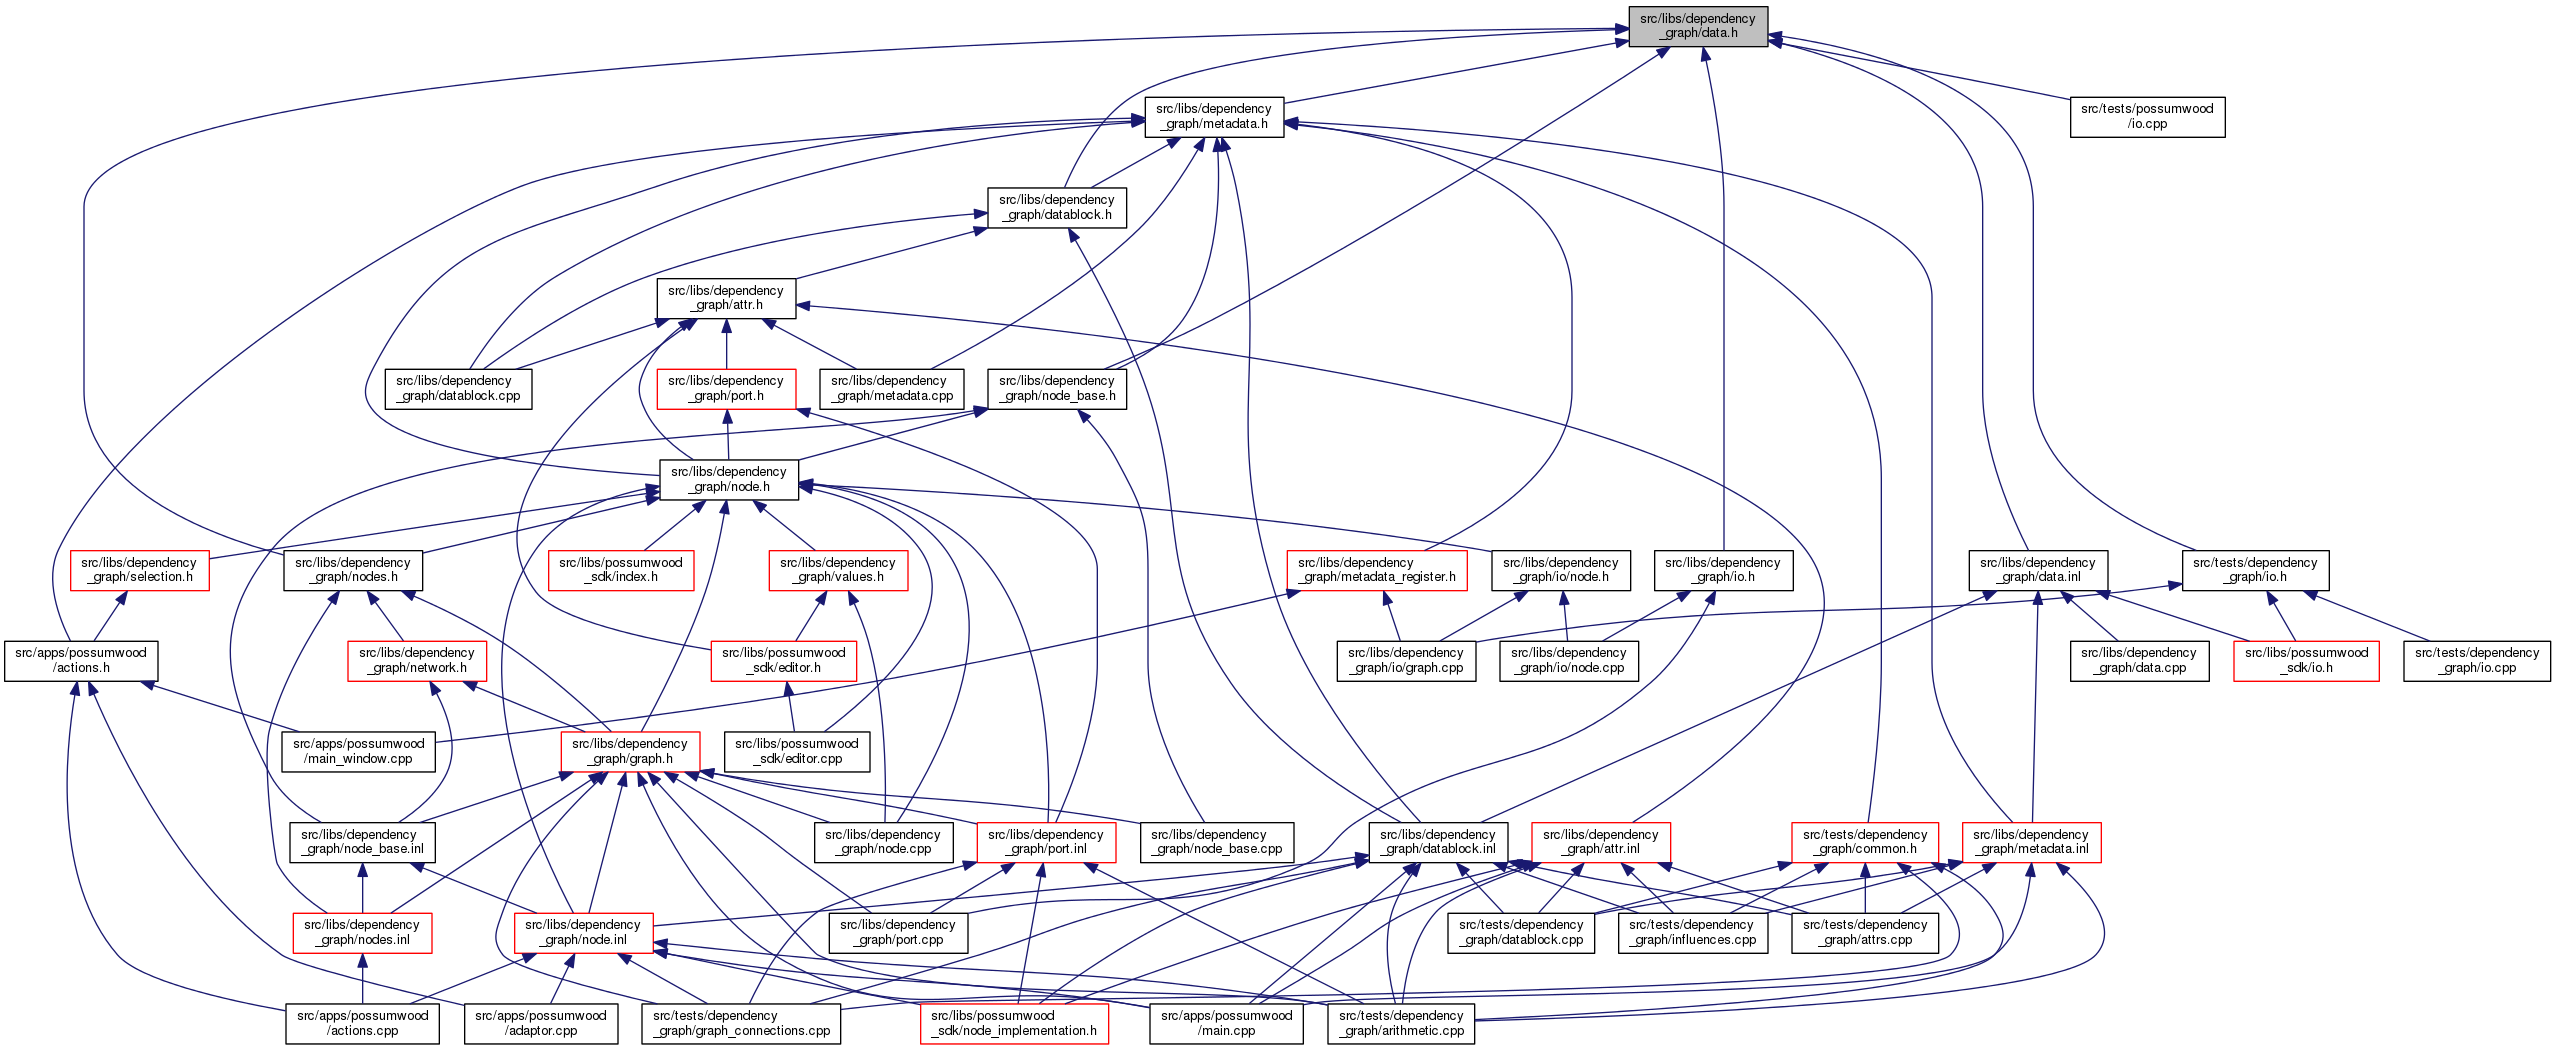 src/libs/dependency
_graph/data.h
src/libs/dependency
_graph/metadata.h
src/tests/possumwood
/io.cpp
src/libs/dependency
_graph/datablock.h
src/libs/dependency
_graph/attr.h
src/libs/dependency
_graph/datablock.cpp
src/libs/dependency
_graph/port.h
src/libs/dependency
_graph/metadata.cpp
src/libs/dependency
_graph/node_base.h
src/libs/dependency
_graph/node.h
src/libs/dependency
_graph/selection.h
src/libs/dependency
_graph/nodes.h
src/libs/possumwood
_sdk/index.h
src/libs/dependency
_graph/values.h
src/libs/dependency
_graph/metadata_register.h
src/libs/dependency
_graph/io/node.h
src/libs/dependency
_graph/io.h
src/libs/dependency
_graph/data.inl
src/tests/dependency
_graph/io.h
src/apps/possumwood
/actions.h
src/libs/dependency
_graph/network.h
src/libs/possumwood
_sdk/editor.h
src/libs/dependency
_graph/io/graph.cpp
src/libs/dependency
_graph/io/node.cpp
src/libs/dependency
_graph/data.cpp
src/libs/possumwood
_sdk/io.h
src/tests/dependency
_graph/io.cpp
src/apps/possumwood
/main_window.cpp
src/libs/dependency
_graph/graph.h
src/libs/possumwood
_sdk/editor.cpp
src/libs/dependency
_graph/node_base.inl
src/libs/dependency
_graph/node.cpp
src/libs/dependency
_graph/port.inl
src/libs/dependency
_graph/node_base.cpp
src/libs/dependency
_graph/datablock.inl
src/libs/dependency
_graph/attr.inl
src/tests/dependency
_graph/common.h
src/libs/dependency
_graph/metadata.inl
src/libs/dependency
_graph/nodes.inl
src/libs/dependency
_graph/node.inl
src/libs/dependency
_graph/port.cpp
src/tests/dependency
_graph/datablock.cpp
src/tests/dependency
_graph/influences.cpp
src/tests/dependency
_graph/attrs.cpp
src/apps/possumwood
/actions.cpp
src/apps/possumwood
/adaptor.cpp
src/tests/dependency
_graph/graph_connections.cpp
src/libs/possumwood
_sdk/node_implementation.h
src/apps/possumwood
/main.cpp
src/tests/dependency
_graph/arithmetic.cpp